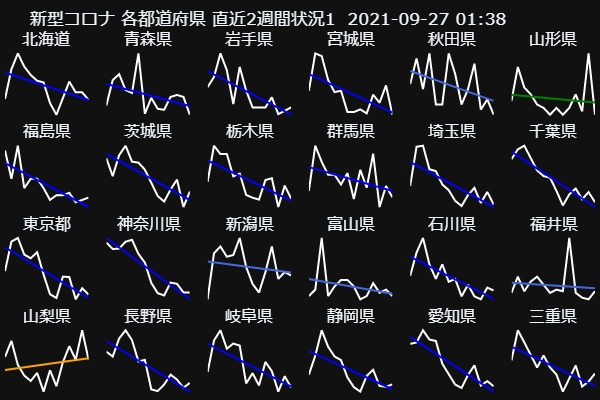 新型コロナ 各都道府県 直近2週間状況1 2021-09-27 01:38
北海道 青森県 岩手県 宮城県 秋田県 山形県
福島県 茨城県 栃木県 群馬県 埼玉県 千葉県
東京都 神奈川県 新潟県 富山県 石川県 福井県
山梨県 長野県 岐阜県 静岡県 愛知県 三重県